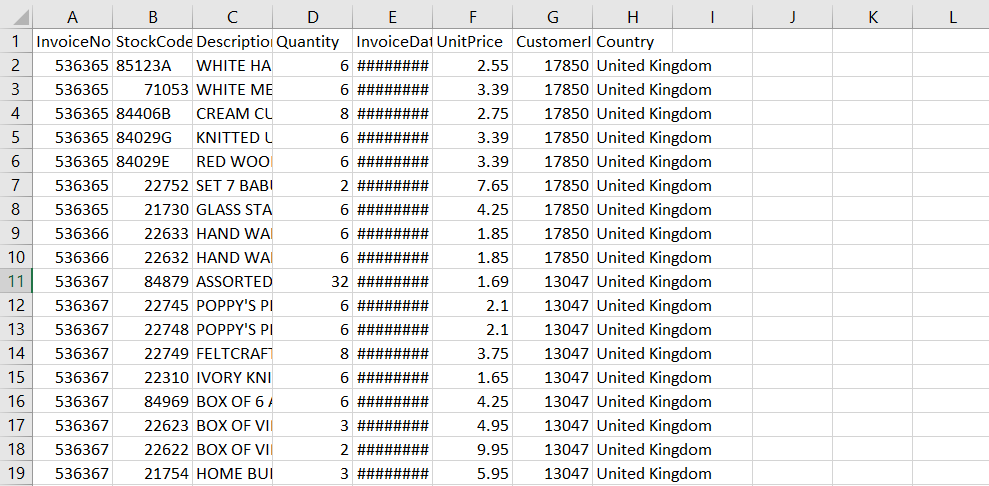 A B C D E F G H I J K L
1 InvoiceNo StockCode Description Quantity InvoiceDat UnitPrice CustomerI Country
2 536365 85123A WHITE HA 6 ######## 2.55 17850 United Kingdom
3 536365 71053 WHITE ME 6 ######## 3.39 17850 United Kingdom
4 536365 84406B CREAM CU 8 ######## 2.75 17850 United Kingdom
5 536365 84029G KNITTED U 6 ######## 3.39 17850 United Kingdom
6 536365 84029E RED WOO 6 ######## 3.39 17850 United Kingdom
7 536365 22752 SET 7 BABU 2 ######## 7.65 17850 United Kingdom
8 536365 21730 GLASS STA 6 ######## 4.25 17850 United Kingdom
9 536366 22633 HAND WA 6 ######## 1.85 17850 United Kingdom
10 536366 22632 HAND WA 6 ######## 1.85 17850 United Kingdom
11 536367 84879 ASSORTED 32 ######## 1.69 13047 United Kingdom
12 536367 22745 POPPY'S Pl 6 ######## 2.1 13047 United Kingdom
13 536367 22748 POPPY'S Pl 6 ######## 2.1 13047 United Kingdom
14 536367 22749 FELTCRAFT 8 ######## 3.75 13047 United Kingdom
15 536367 22310 IVORY KNI 6 ######## 1.65 13047 United Kingdom
16 536367 84969 BOX OF 6 A 6 ######## 4.25 13047 United Kingdom
17 536367 22623 BOX OF VI 3 ######## 4.95 13047 United Kingdom
18 536367 22622 BOX OF VI 2 ######## 9.95 13047 United Kingdom
19 536367 21754 HOME BUI 3 ######## 5.95 13047 United Kingdom